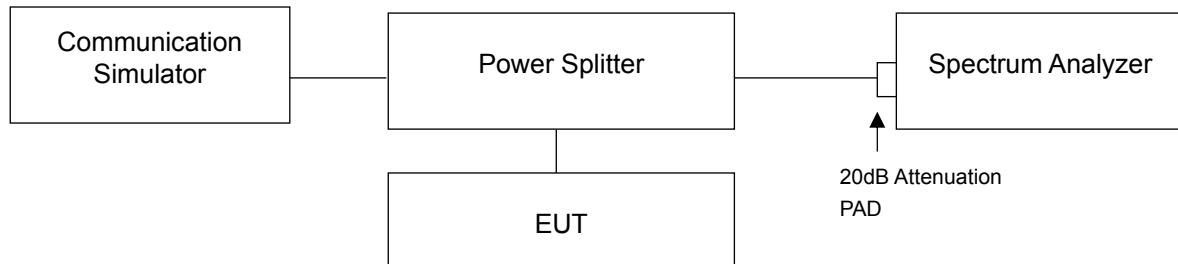 Communication
Simulator
Power Splitter
Spectrum Analyzer
20dB Attenuation
PAD
EUT